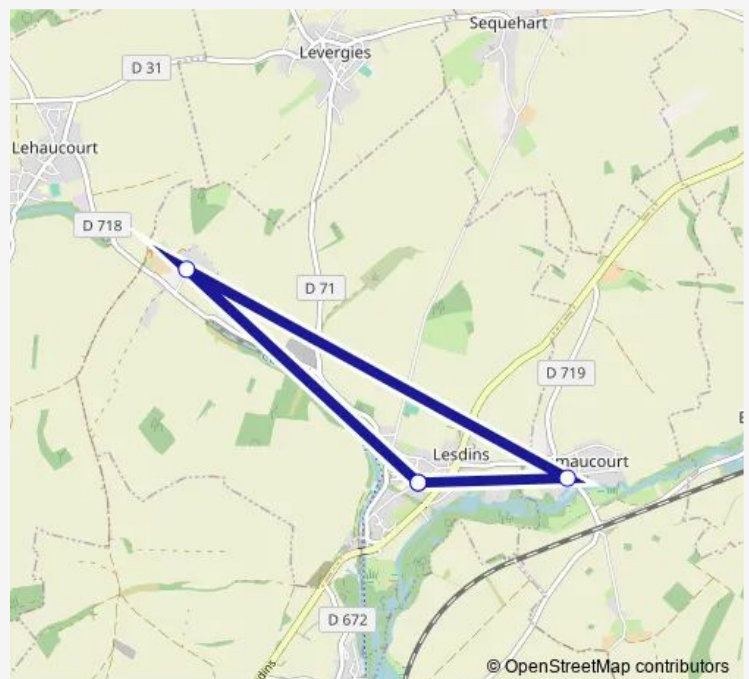 Sequehart
Levergies
D 31
Lehaucourt
D 718
D 71
D 719
Lesdins
maucourt
D 672
© OpenStreetMap contributors